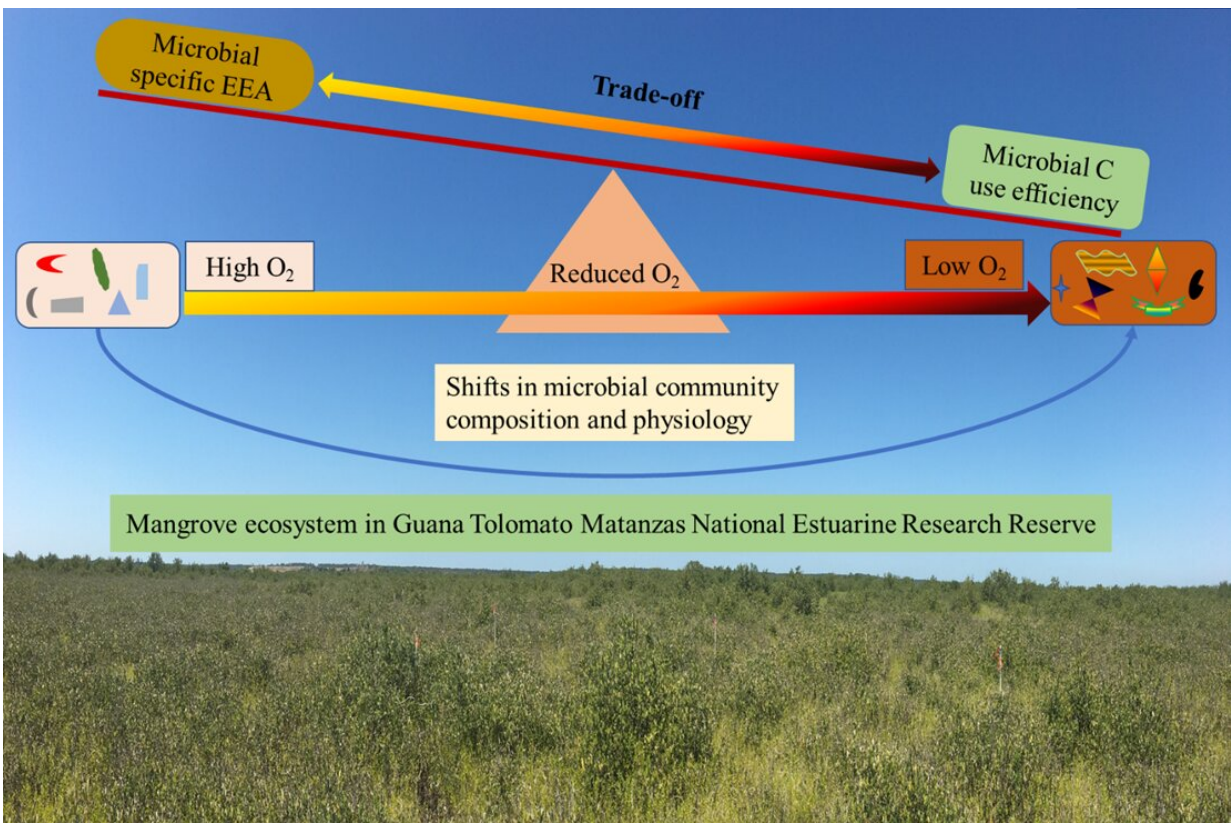 Microbial
specific EEA
Trade-off
Microbial C
use efficiency
High O₂
Reduced O₂
Low O₂
Shifts in microbial community
composition and physiology
Mangrove ecosystem in Guana Tolomato Matanzas National Estuarine Research Reserve